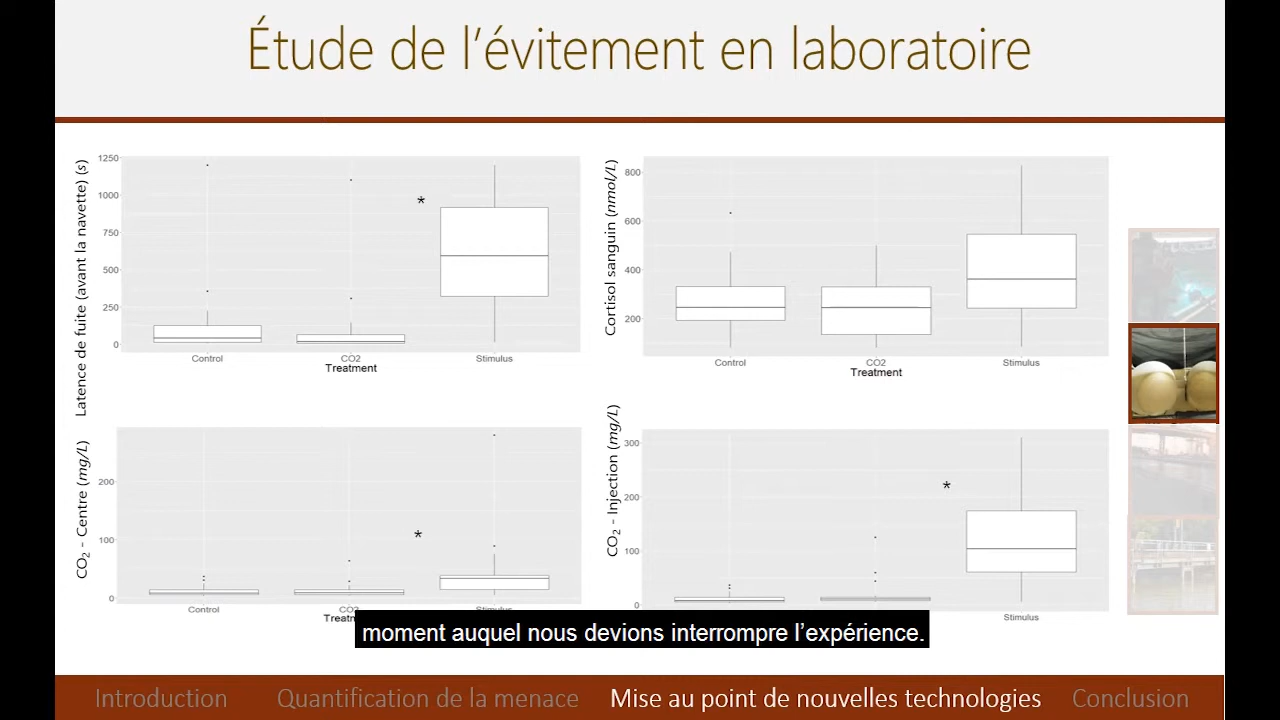 Étude de l’évitement en laboratoire
Latence de fuite (avant la navette) (s)
1250
1000
750
500
250
0
*
Control
CO2
Stimulus
Treatment
Cortisol sanguin (nmol/L)
800
600
400
200
Control
CO2
Stimulus
Treatment
CO2 - Centre (mg/L)
200
100
0
*
Control
CO2
Stimulus
CO2 - Injection (mg/L)
300
200
100
0
*
Stimulus
moment auquel nous devions interrompre l’expérience.
Introduction
Quantification de la menace
Mise au point de nouvelles technologies
Conclusion